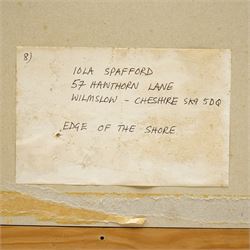 8)
IOLA SPAFFORD
57 HAWTHORN LANE
WILMSLOW - CHESHIRE SK9 5DQ
EDGE OF THE SHORE